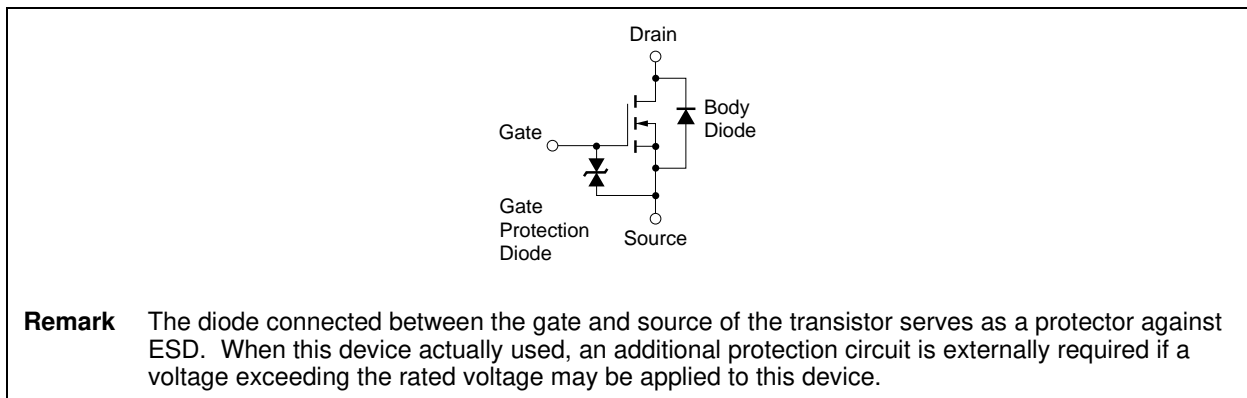 Drain
Body
Diode
Gate
Gate
Protection
Diode
Source
Remark The diode connected between the gate and source of the transistor serves as a protector against
ESD. When this device actually used, an additional protection circuit is externally required if a
voltage exceeding the rated voltage may be applied to this device.